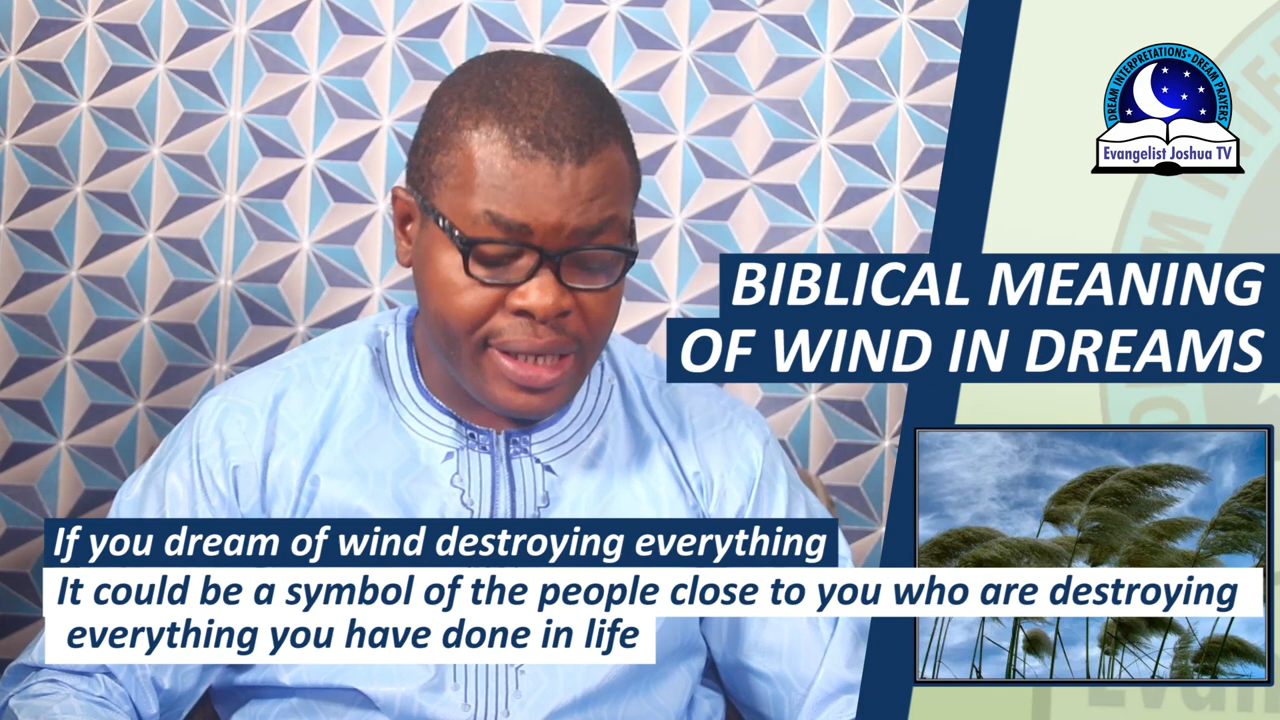 DREAM INTERPRETATIONS • DREAM PRAYERS
Evangelist Joshua TV
BIBLICAL MEANING
OF WIND IN DREAMS
If you dream of wind destroying everything
It could be a symbol of the people close to you who are destroying
everything you have done in life